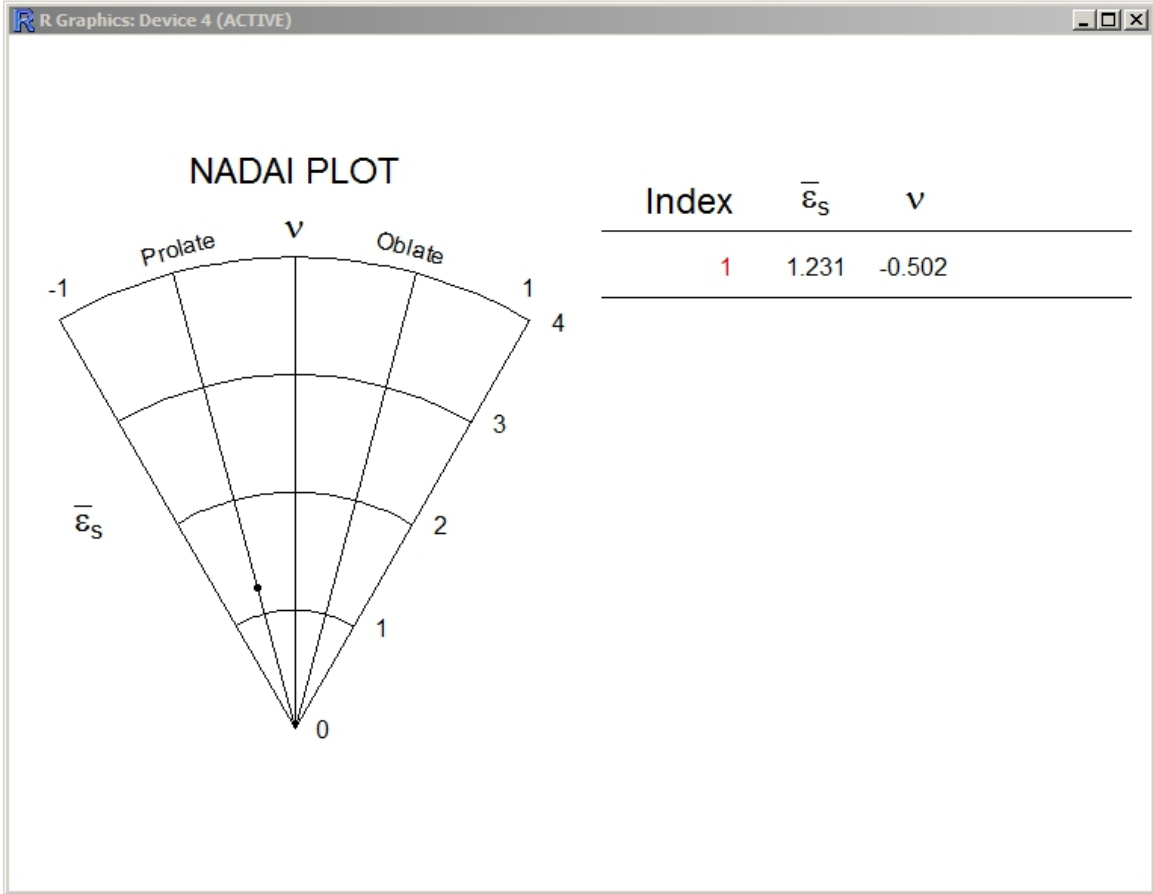 R Graphics: Device 4 (ACTIVE)
NADAI PLOT
ν
Prolate
Oblate
-1
1
4
3
ε̅s
2
1
0
Index ε̅s ν
1 1.231 -0.502